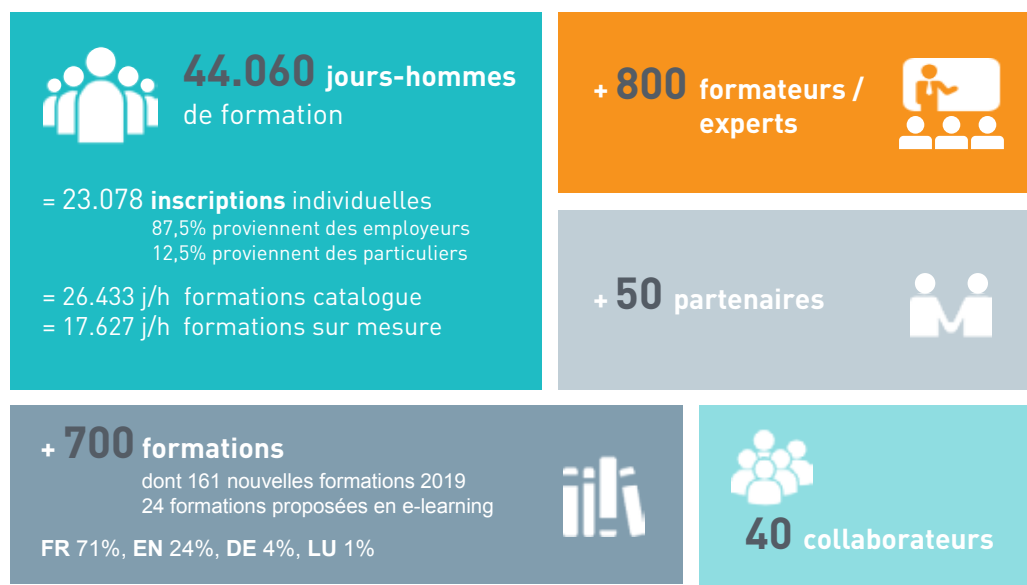 44.060 jours-hommes
de formation
= 23.078 inscriptions individuelles
87,5% proviennent des employeurs
12,5% proviennent des particuliers
= 26.433 j/h formations catalogue
= 17.627 j/h formations sur mesure
+ 800 formateurs /
experts
+ 50 partenaires
+ 700 formations
dont 161 nouvelles formations 2019
24 formations proposées en e-learning
FR 71%, EN 24%, DE 4%, LU 1%
40 collaborateurs